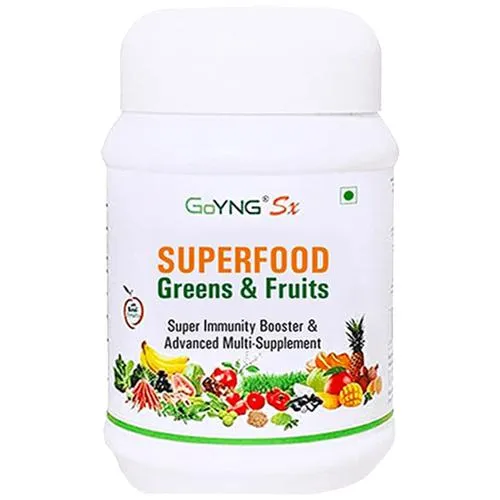 GOYNG® Sx
SUPERFOOD
Greens & Fruits
Super Immunity Booster &
Advanced Multi-Supplement